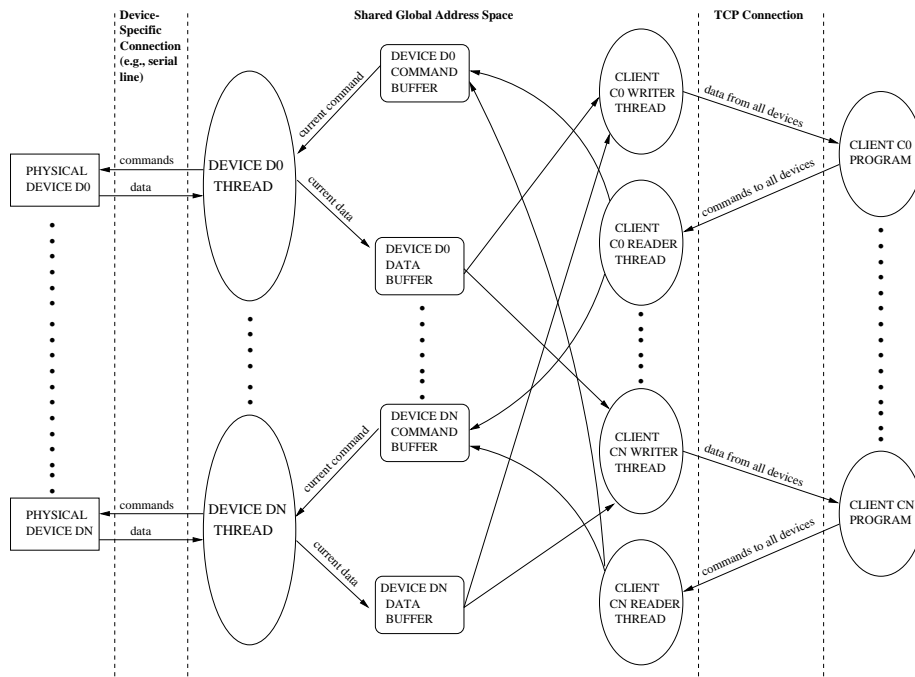 Device-
Specific
Connection
(e.g., serial
line)
Shared Global Address Space
TCP Connection
DEVICE D0
COMMAND
BUFFER
CLIENT
C0 WRITER
THREAD
current command
data from all devices
PHYSICAL
DEVICE D0
commands
data
DEVICE D0
THREAD
CLIENT C0
PROGRAM
current data
commands to all devices
DEVICE D0
DATA
BUFFER
CLIENT
C0 READER
THREAD
DEVICE DN
COMMAND
BUFFER
CLIENT
CN WRITER
THREAD
current command
data from all devices
PHYSICAL
DEVICE DN
commands
data
DEVICE DN
THREAD
CLIENT CN
PROGRAM
current data
commands to all devices
DEVICE DN
DATA
BUFFER
CLIENT
CN READER
THREAD